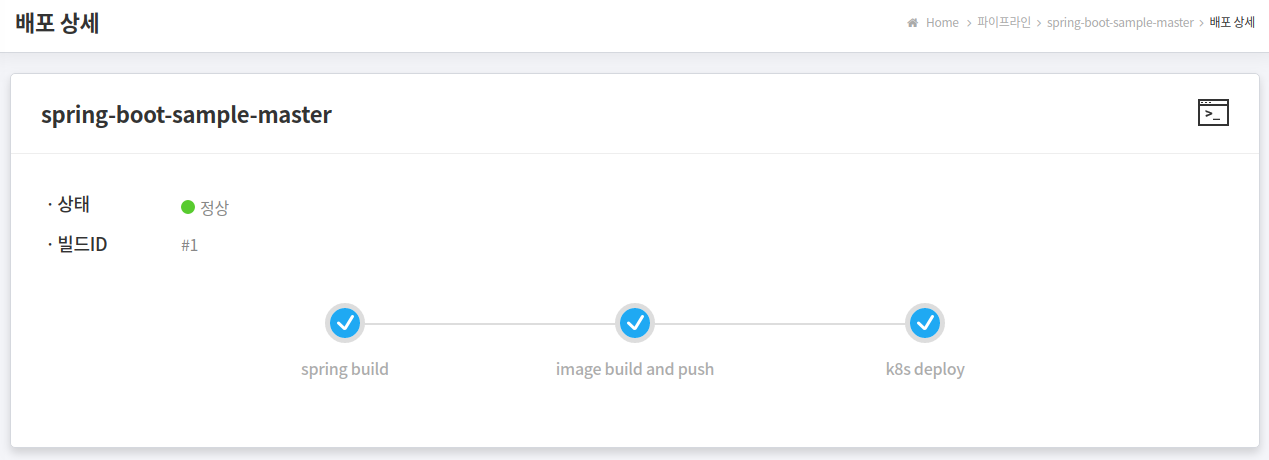 배포 상세
Home > 파이프라인 > spring-boot-sample-master > 배포 상세
spring-boot-sample-master
>_
· 상태 정상
· 빌드ID #1
spring build image build and push k8s deploy